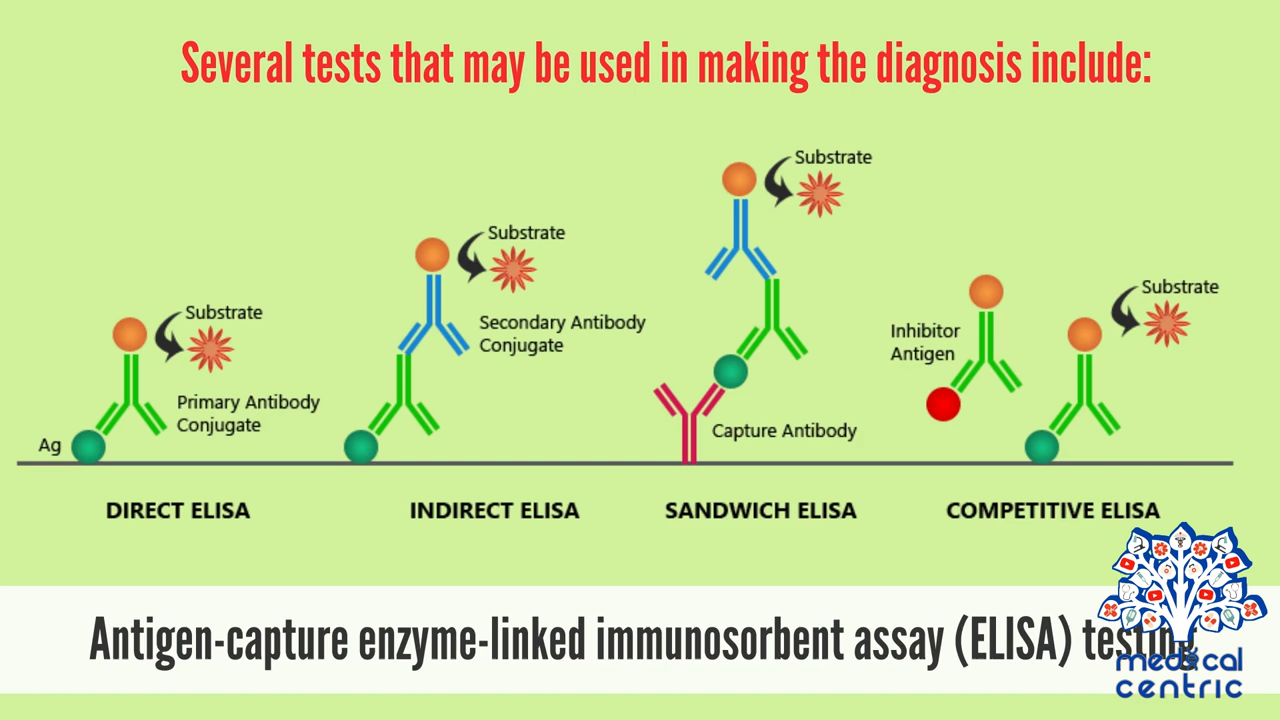 Several tests that may be used in making the diagnosis include:
Substrate
Primary Antibody
Conjugate
Ag
DIRECT ELISA
Substrate
Secondary Antibody
Conjugate
INDIRECT ELISA
Substrate
Capture Antibody
SANDWICH ELISA
Inhibitor
Antigen
Substrate
COMPETITIVE ELISA
Antigen-capture enzyme-linked immunosorbent assay (ELISA) testing
medical
centric